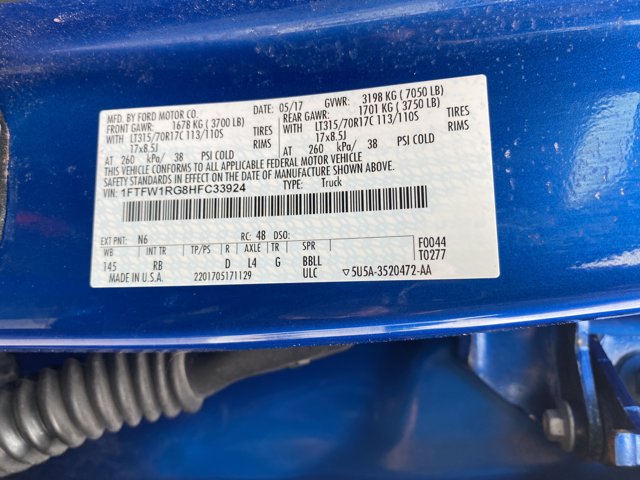 MFD. BY FORD MOTOR CO. DATE: 05/17 GVWR: 3198 KG ( 7050 LB)
FRONT GAWR: 1678 KG ( 3700 LB) REAR GAWR: 1701 KG ( 3750 LB)
WITH LT315/70R17C 113/110S TIRES WITH LT315/70R17C 113/110S TIRES
17x8.5J RIMS 17x8.5J RIMS
AT 260 kPa/ 38 PSI COLD AT 260 kPa/ 38 PSI COLD
THIS VEHICLE CONFORMS TO ALL APPLICABLE FEDERAL MOTOR VEHICLE
SAFETY STANDARDS IN EFFECT ON THE DATE OF MANUFACTURE SHOWN ABOVE.
VIN: 1FTFW1RG8HFC33924 TYPE: Truck
EXT PNT: N6 RC: 48 DSO: F0044
WB INT TR TP/PS R AXLE TR SPR T0277
145 RB D L4 G BBLL
MADE IN U.S.A. 2201705171129 ULC ▽5U5A-3520472-AA